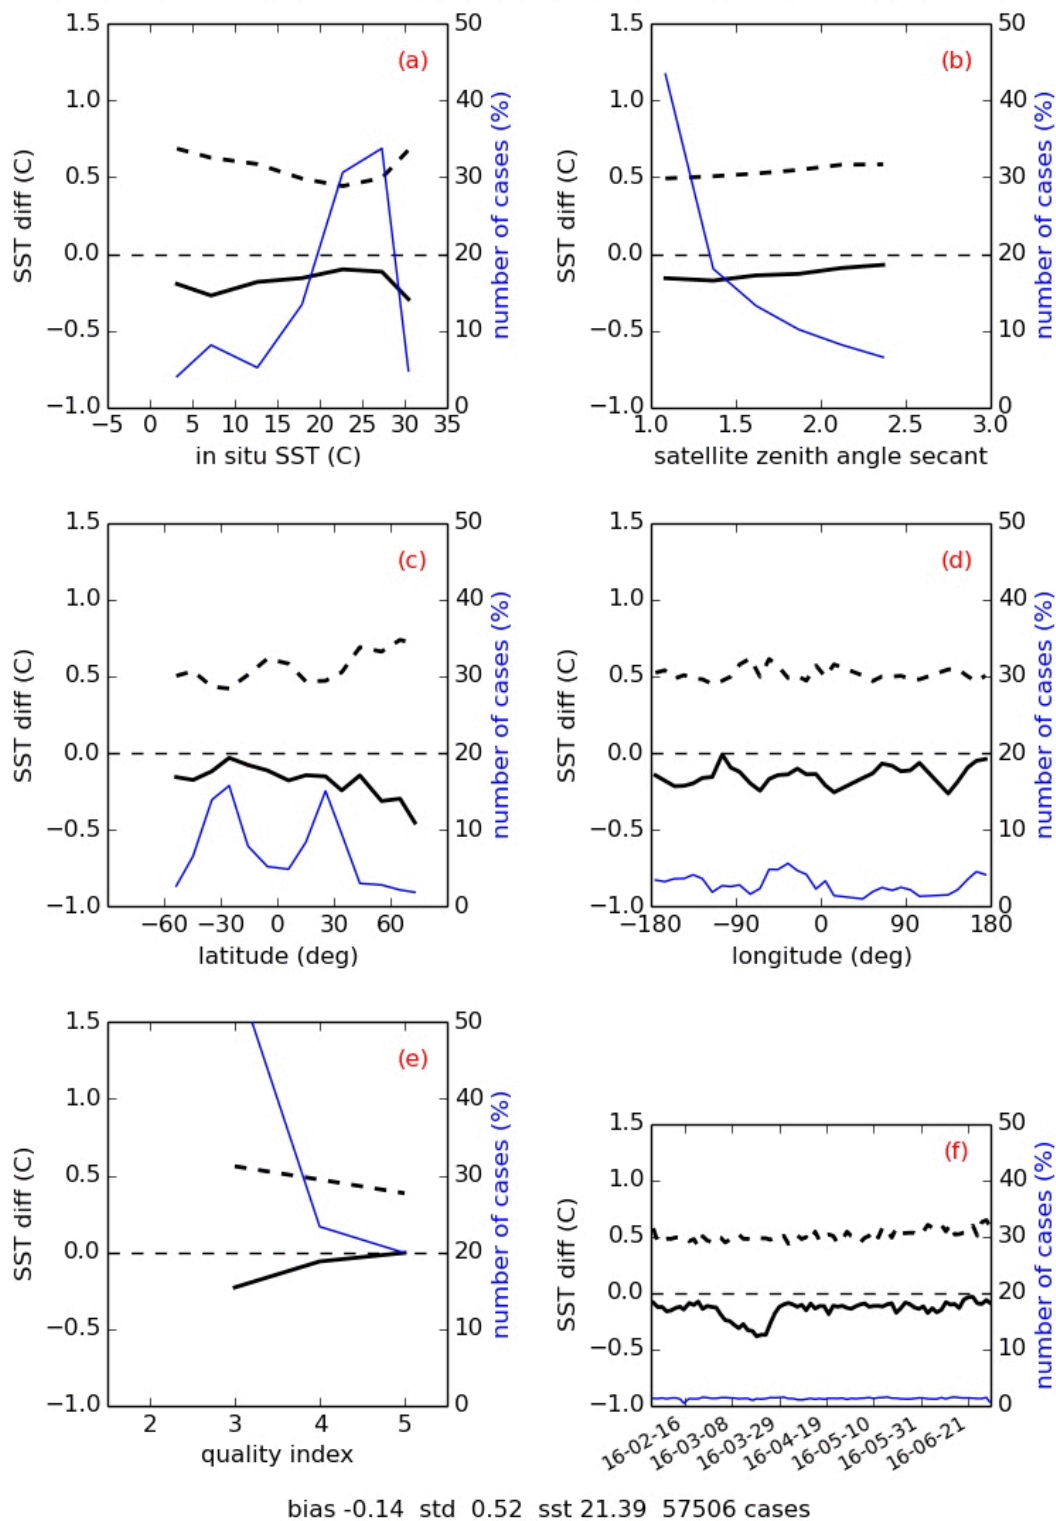 1.5 50 1.5 50
(a) (b)
1.0 40 1.0 40
0.5 30 0.5 30
SST diff (C) number of cases (%) SST diff (C) number of cases (%)
0.0 20 0.0 20
−0.5 10 −0.5 10
−1.0 0 −1.0 0
−5 0 5 10 15 20 25 30 35 1.0 1.5 2.0 2.5 3.0
in situ SST (C) satellite zenith angle secant
1.5 50 1.5 50
(c) (d)
1.0 40 1.0 40
0.5 30 0.5 30
SST diff (C) number of cases (%) SST diff (C) number of cases (%)
0.0 20 0.0 20
−0.5 10 −0.5 10
−1.0 0 −1.0 0
−60 −30 0 30 60 −180 −90 0 90 180
latitude (deg) longitude (deg)
1.5 50
(e)
1.0 40
0.5 30
SST diff (C) number of cases (%)
0.0 20
−0.5 10
−1.0 0
2 3 4 5
quality index
1.5 50
(f)
1.0 40
0.5 30
SST diff (C) number of cases (%)
0.0 20
−0.5 10
−1.0 0
16-02-16 16-03-08 16-03-29 16-04-19 16-05-10 16-05-31 16-06-21
bias -0.14 std 0.52 sst 21.39 57506 cases